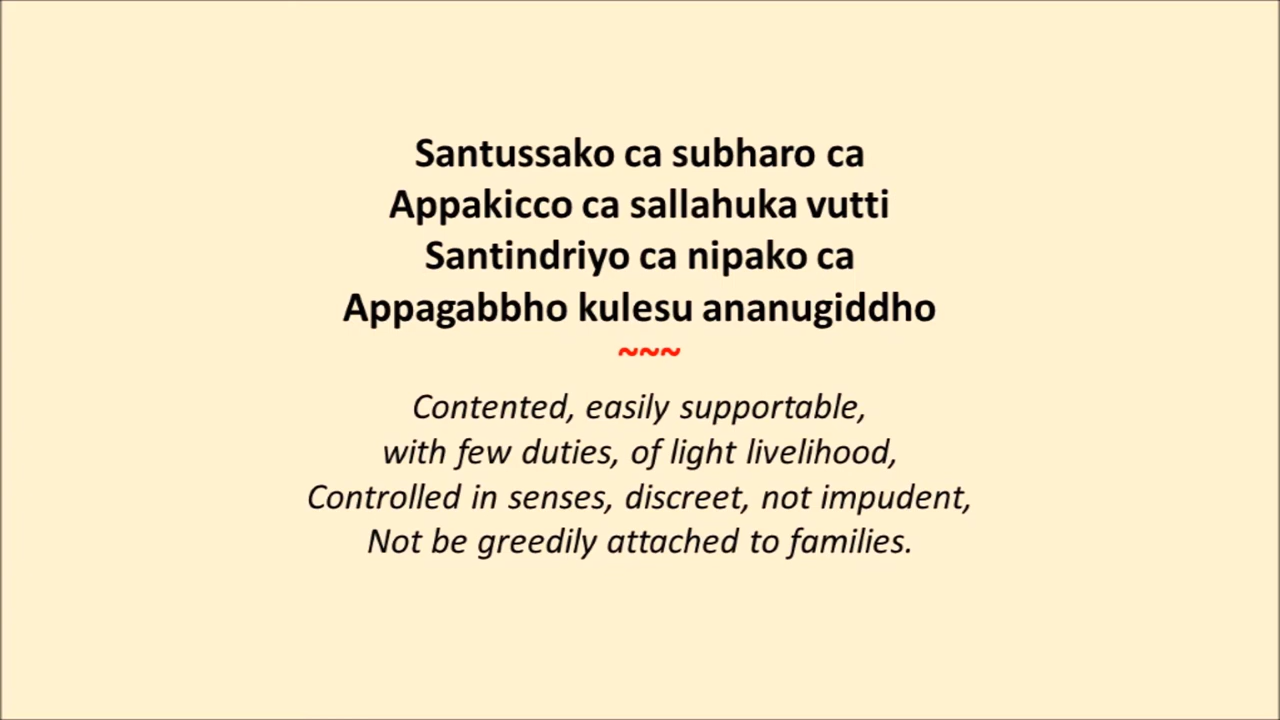 Santussako ca subharo ca
Appakicco ca sallahuka vutti
Santindriyo ca nipako ca
Appagabbho kulesu ananugiddho
~~~
Contented, easily supportable,
with few duties, of light livelihood,
Controlled in senses, discreet, not impudent,
Not be greedily attached to families.